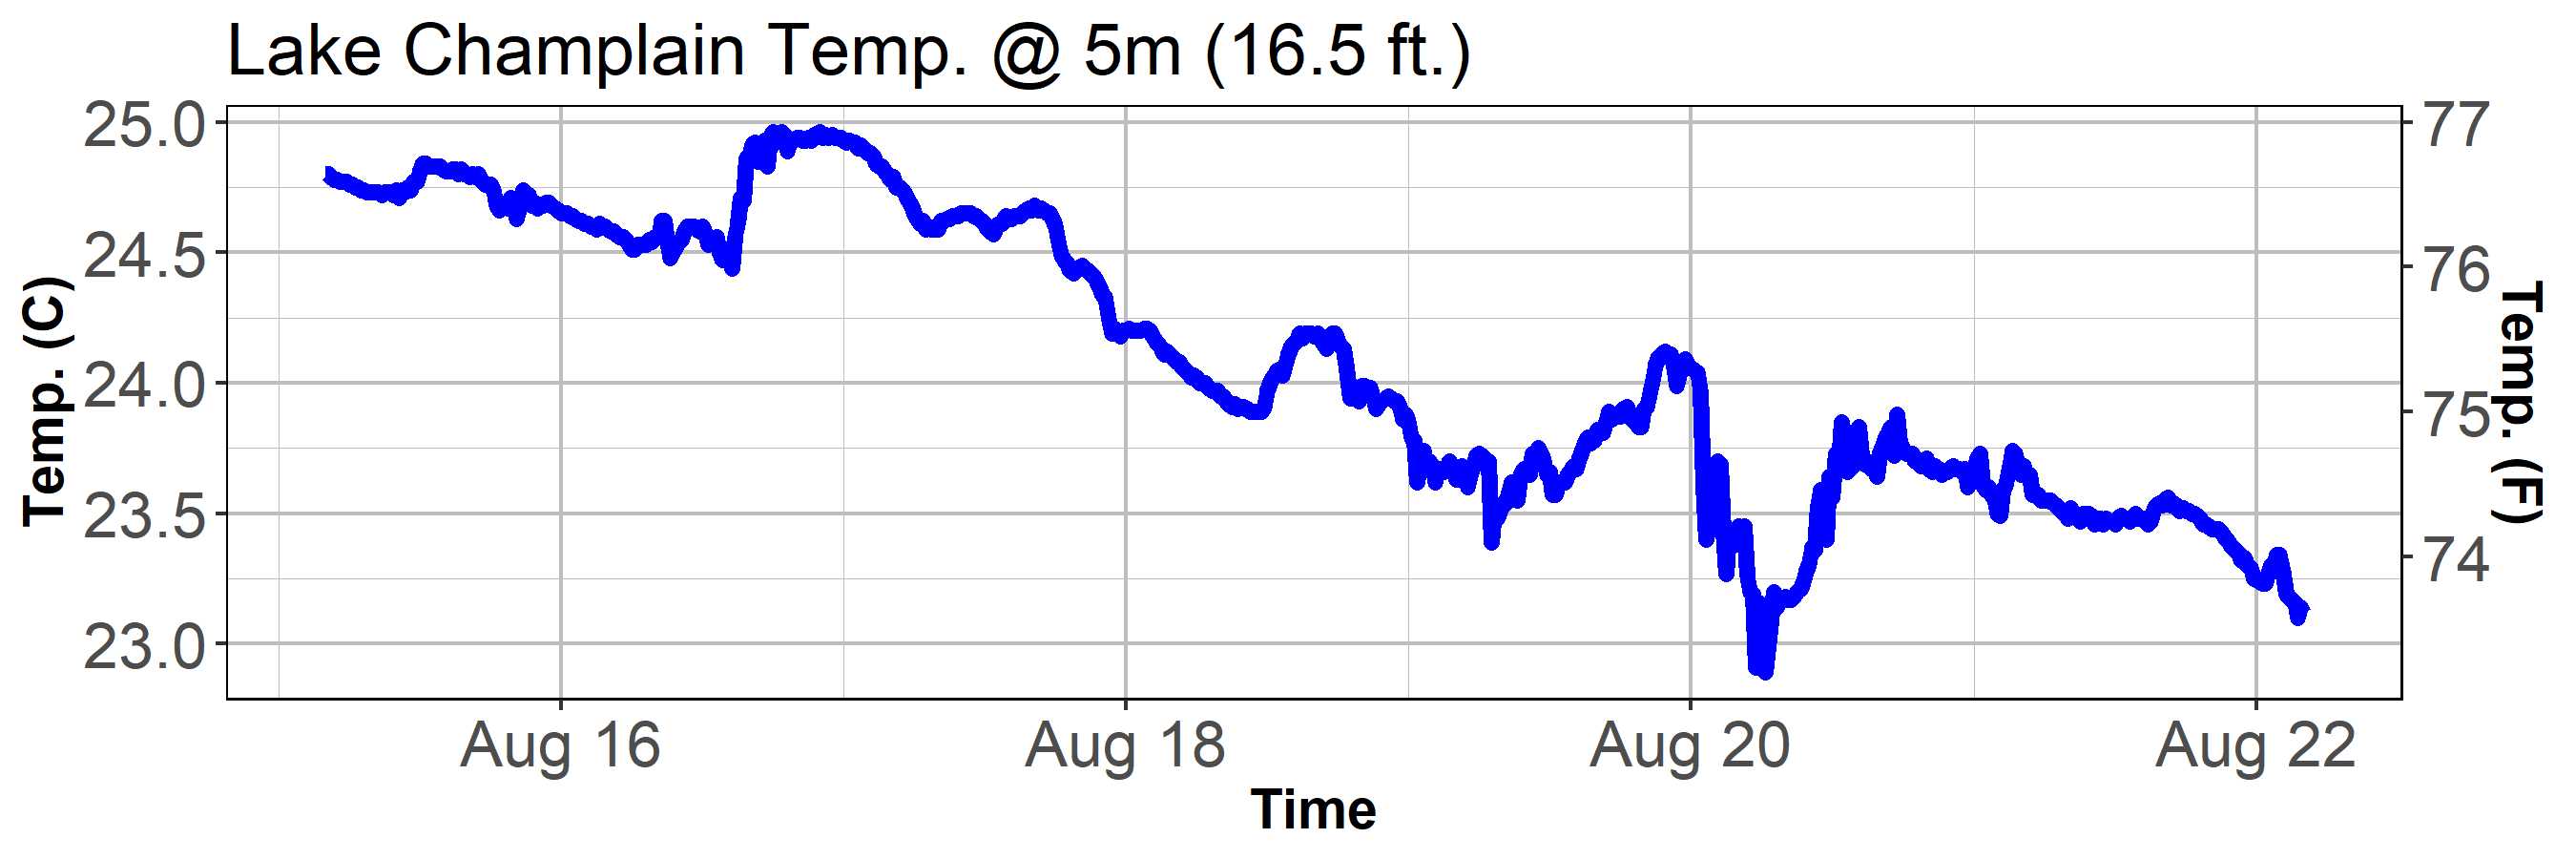 Lake Champlain Temp. @ 5m (16.5 ft.)
25.0
24.5
24.0
23.5
23.0
Temp. (C)
77
76
75
74
Temp. (F)
Aug 16
Aug 18
Aug 20
Aug 22
Time